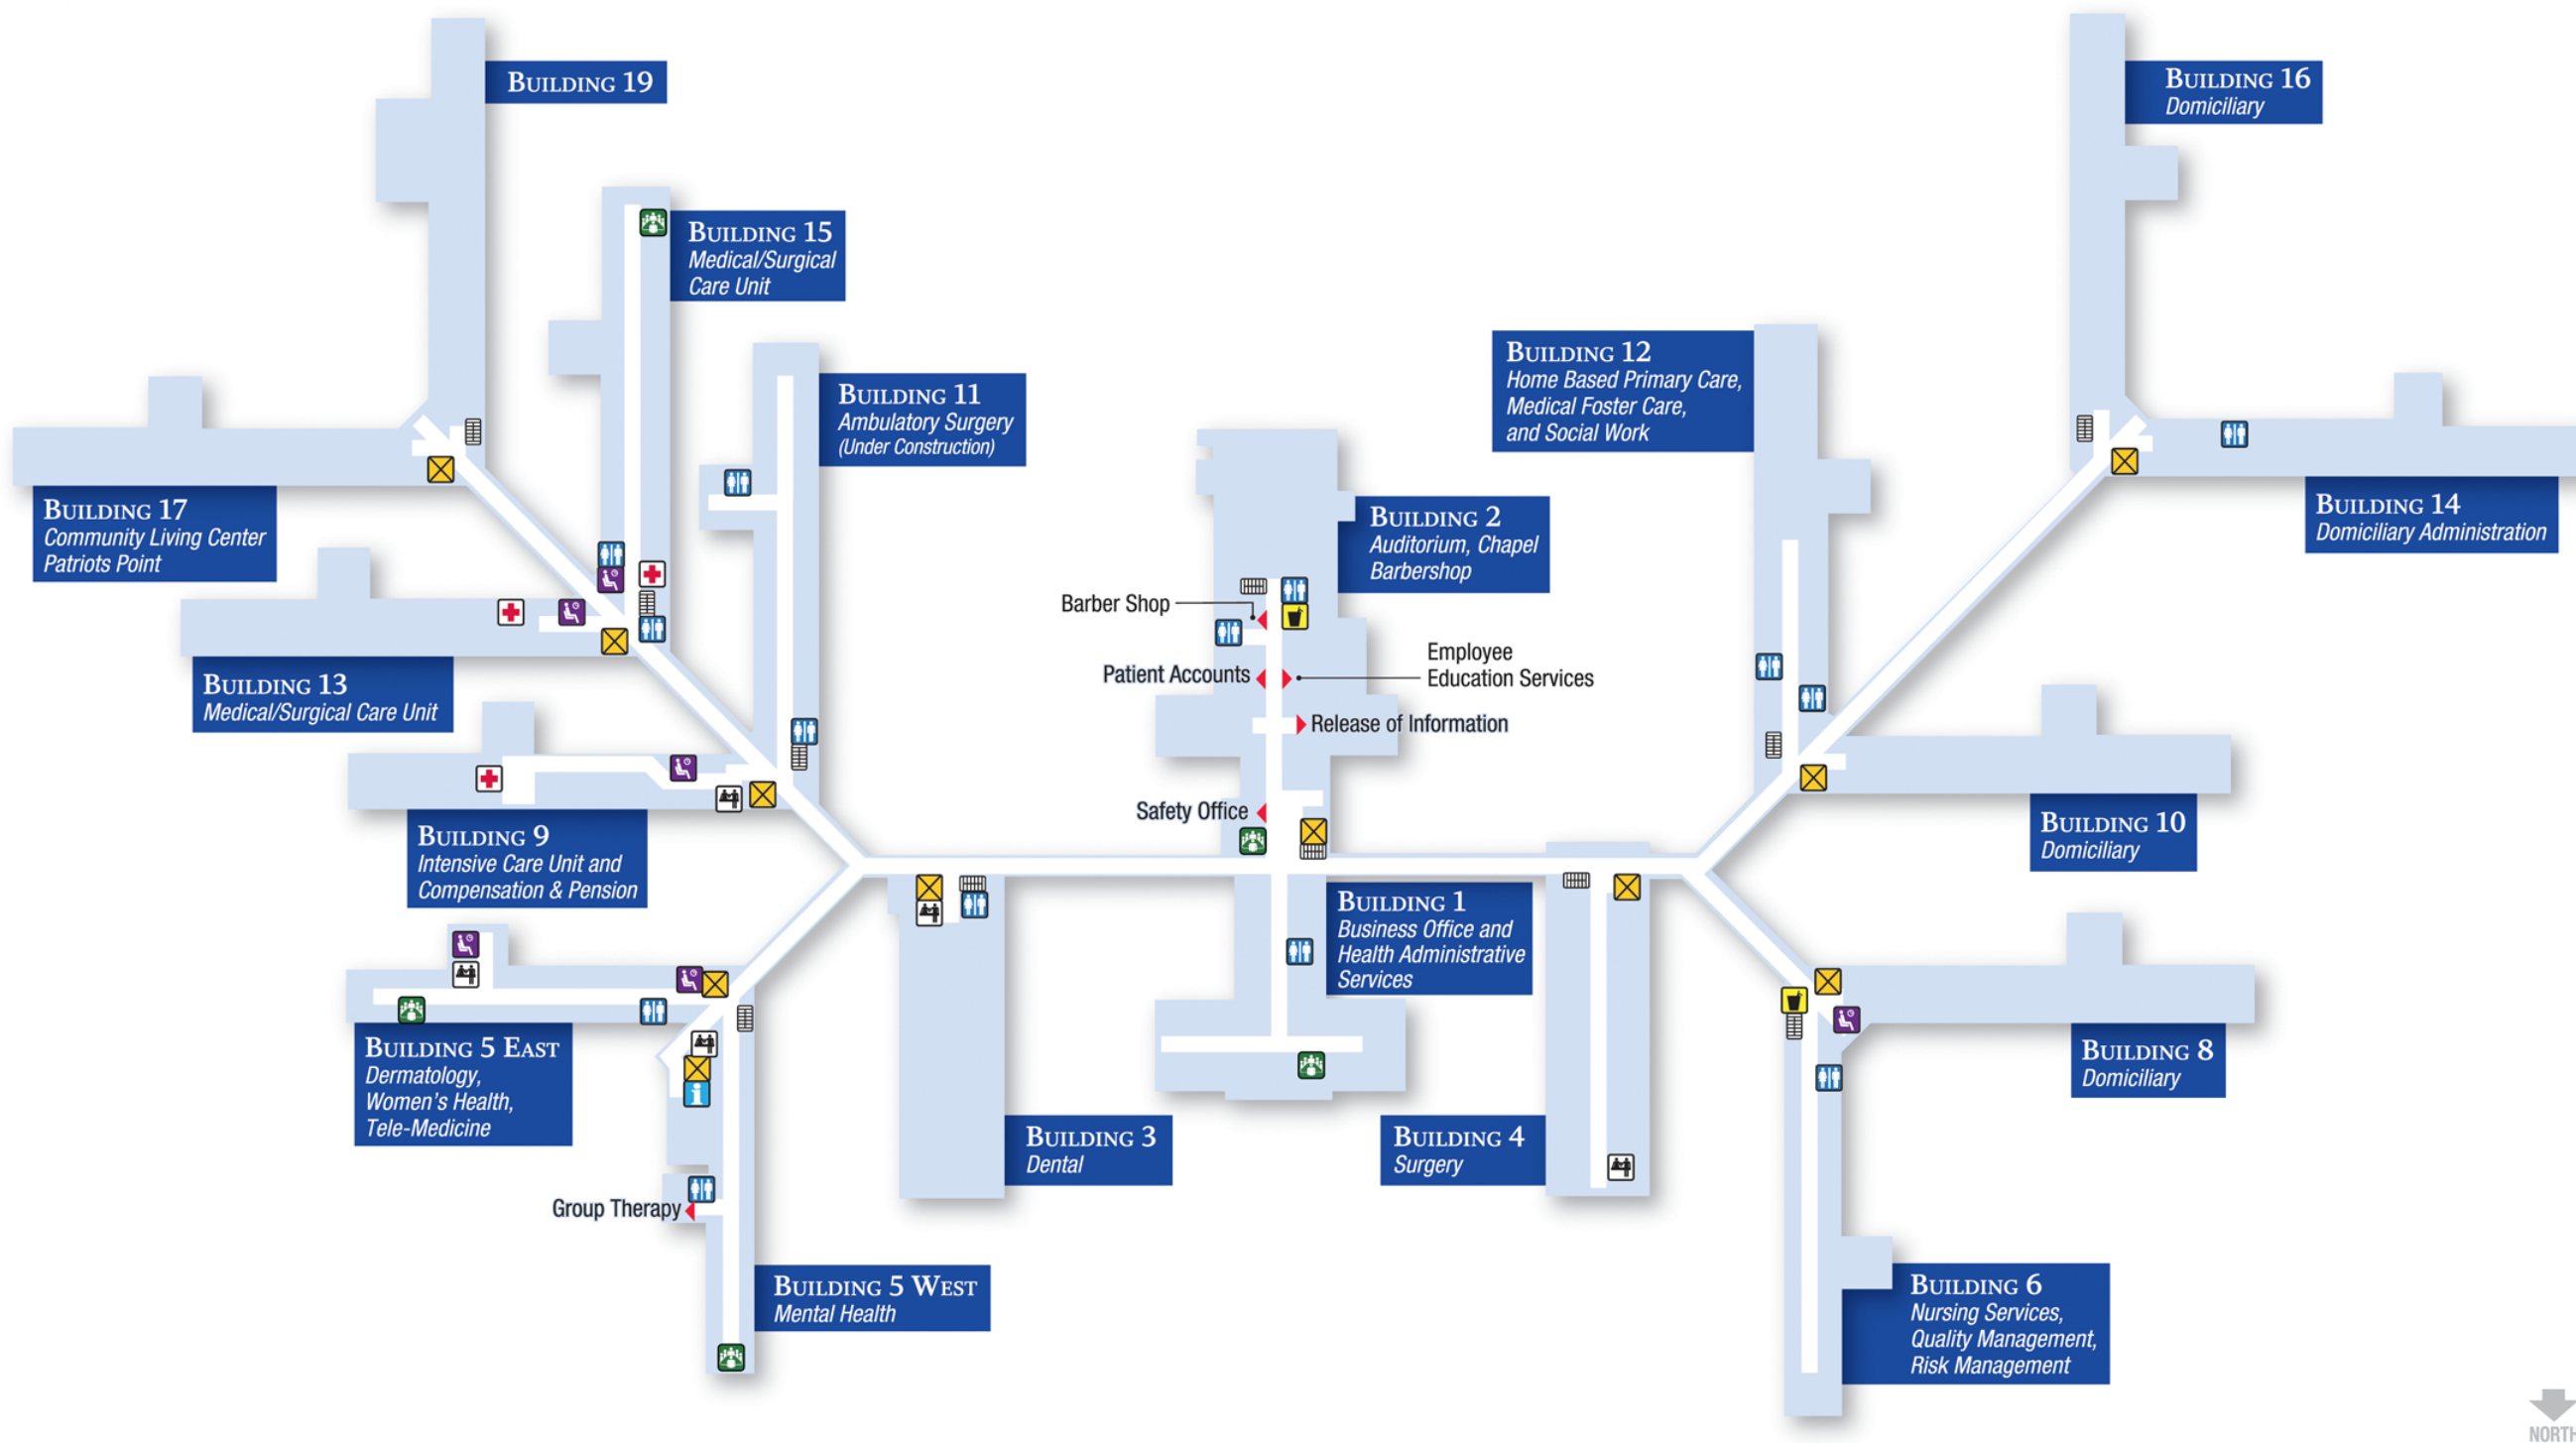 BUILDING 19
BUILDING 16
Domiciliary
BUILDING 15
Medical/Surgical
Care Unit
BUILDING 12
Home Based Primary Care,
Medical Foster Care,
and Social Work
BUILDING 11
Ambulatory Surgery
(Under Construction)
BUILDING 17
Community Living Center
Patriots Point
BUILDING 2
Auditorium, Chapel
Barbershop
BUILDING 14
Domiciliary Administration
Barber Shop
Employee
Education Services
Patient Accounts
Release of Information
BUILDING 13
Medical/Surgical Care Unit
Safety Office
BUILDING 10
Domiciliary
BUILDING 9
Intensive Care Unit and
Compensation & Pension
BUILDING 1
Business Office and
Health Administrative
Services
BUILDING 5 EAST
Dermatology,
Women's Health,
Tele-Medicine
i
BUILDING 8
Domiciliary
BUILDING 3
Dental
BUILDING 4
Surgery
Group Therapy
BUILDING 5 WEST
Mental Health
BUILDING 6
Nursing Services,
Quality Management,
Risk Management
NORTH